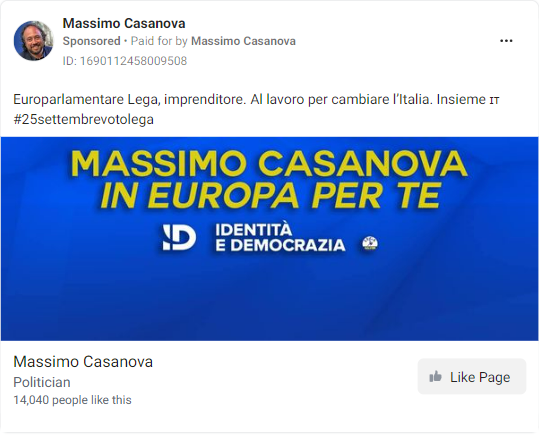 Massimo Casanova
Sponsored • Paid for by Massimo Casanova
ID: 1690112458009508
Europarlamentare Lega, imprenditore. Al lavoro per cambiare l'Italia. Insieme ɪᴛ
#25settembrevotolega
MASSIMO CASANOVA
IN EUROPA PER TE
ID IDENTITÀ
E DEMOCRAZIA
Massimo Casanova
Politician
14,040 people like this
Like Page